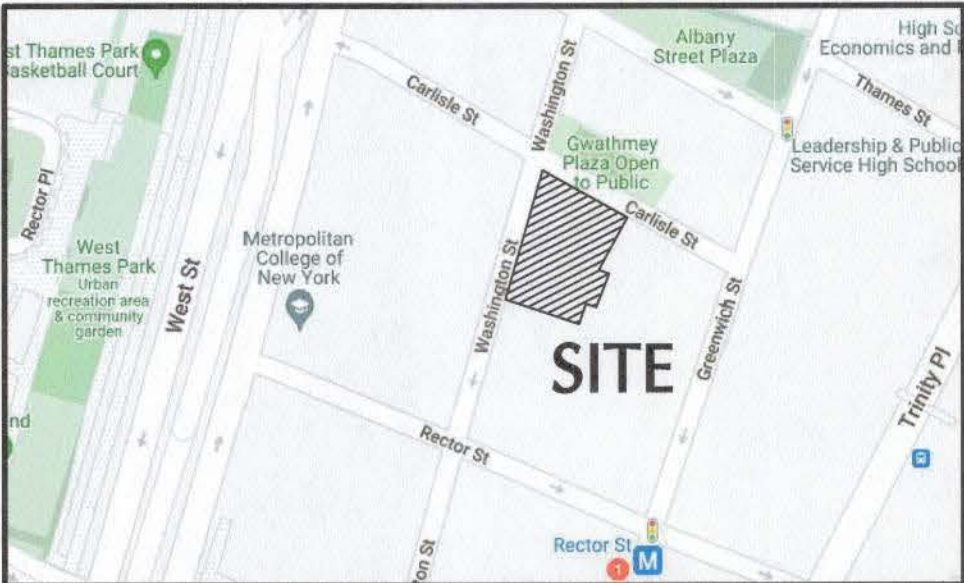 st Thames Park
Basketball Court
Rector Pl
West
Thames Park
Urban
recreation area
& community
garden
nd
West St
Metropolitan
College of
New York
Carlisle St
Washington St
Gwathmey
Plaza Open
to Public
Carlisle St
Albany
Street Plaza
High Sc
Economics and
Thames St
Leadership & Public
Service High School
Washington St
SITE
Greenwich St
Trinity Pl
Rector St
ton St
Rector St
1
M